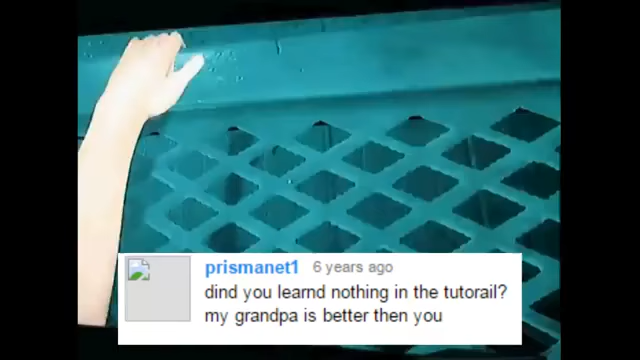 prismanet1 6 years ago
dind you learnd nothing in the tutorail?
my grandpa is better then you